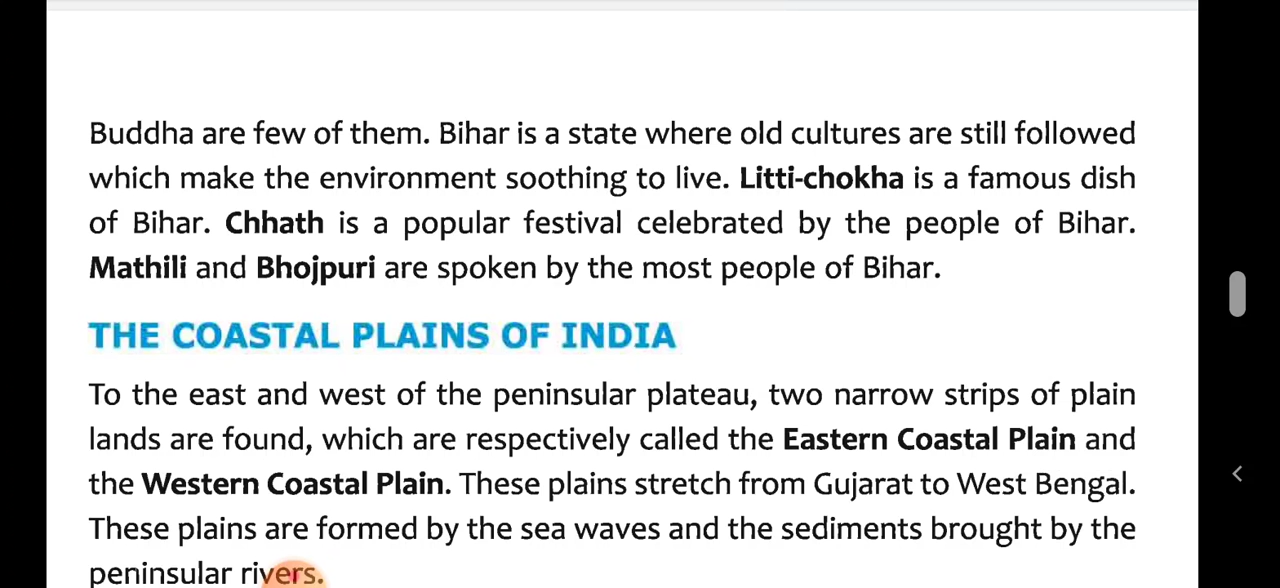 Buddha are few of them. Bihar is a state where old cultures are still followed
which make the environment soothing to live. Litti-chokha is a famous dish
of Bihar. Chhath is a popular festival celebrated by the people of Bihar.
Mathili and Bhojpuri are spoken by the most people of Bihar.
THE COASTAL PLAINS OF INDIA
To the east and west of the peninsular plateau, two narrow strips of plain
lands are found, which are respectively called the Eastern Coastal Plain and
the Western Coastal Plain. These plains stretch from Gujarat to West Bengal.
These plains are formed by the sea waves and the sediments brought by the
peninsular rivers.